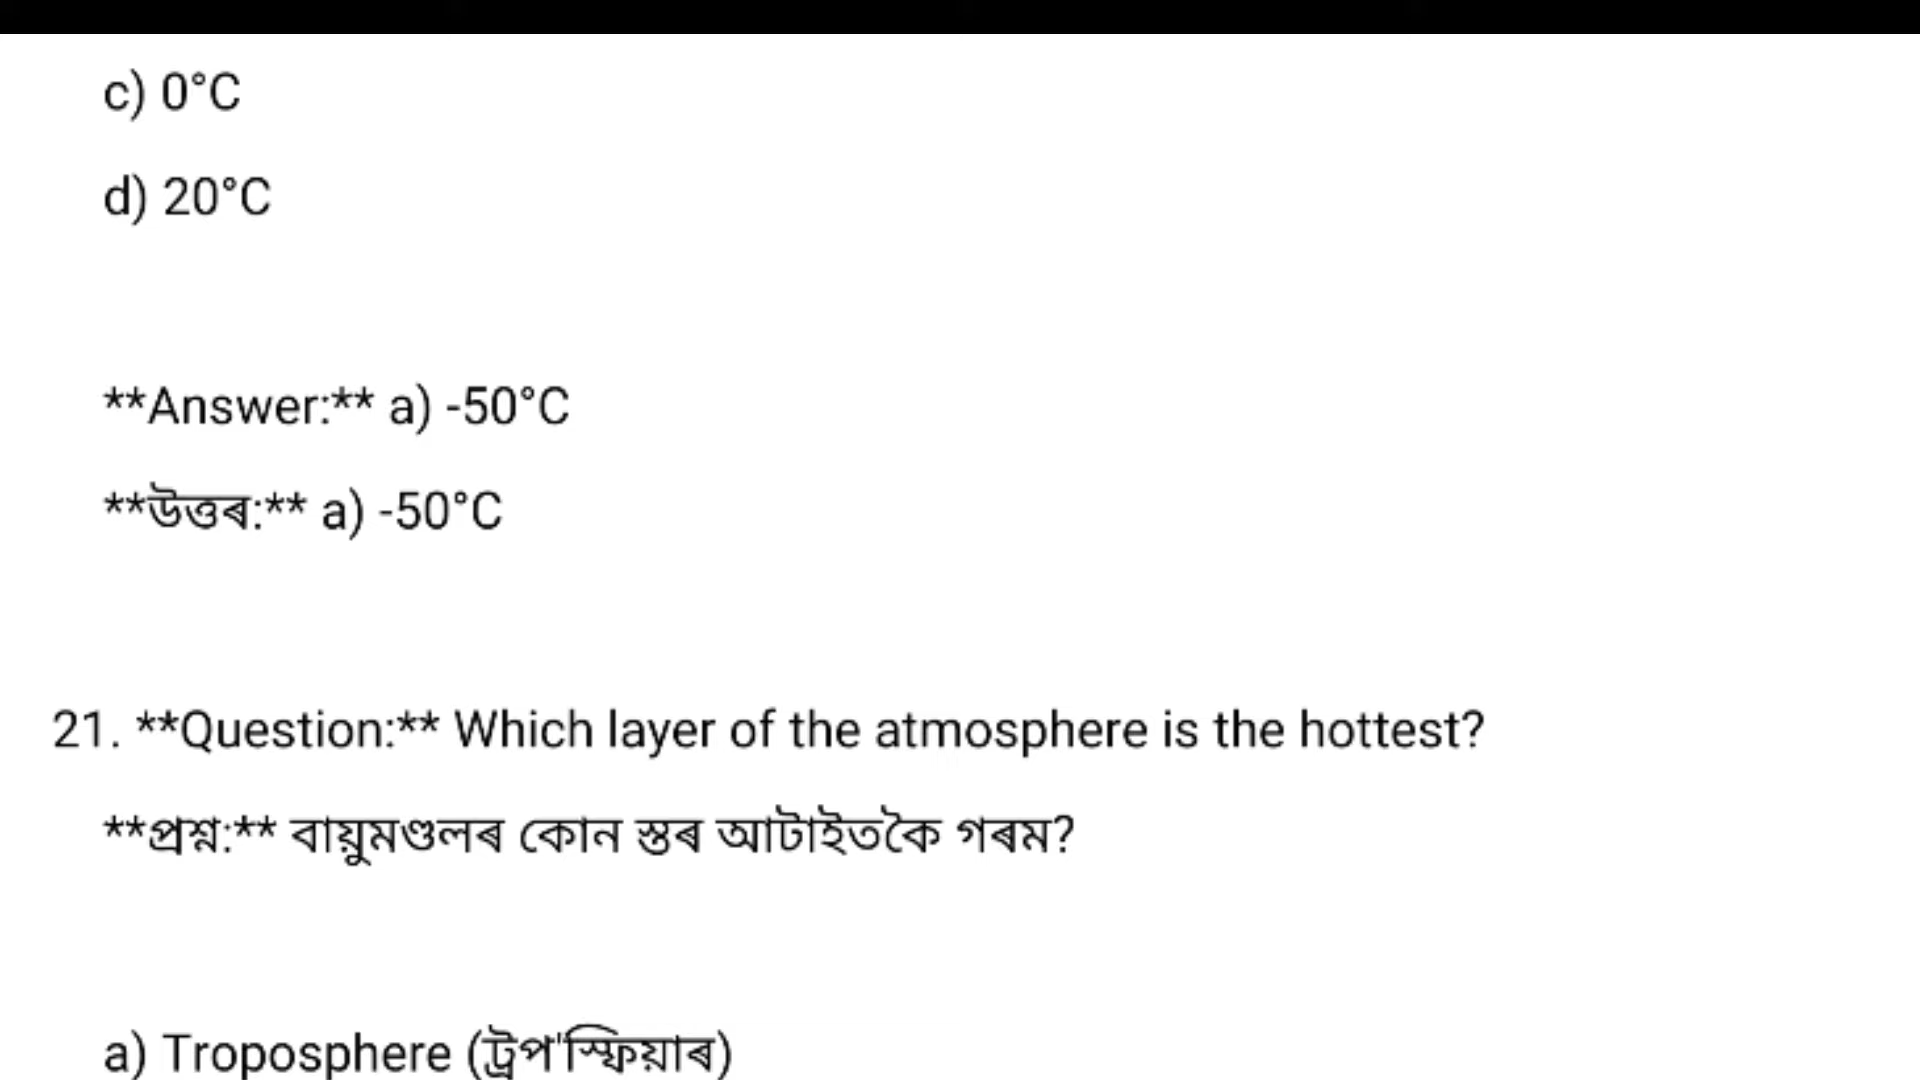 c) 0°C
d) 20°C
**Answer:** a) -50°C
**উত্তৰ:** a) -50°C
21. **Question:** Which layer of the atmosphere is the hottest?
**প্ৰশ্ন:** বায়ুমণ্ডলৰ কোন স্তৰ আটাইতকৈ গৰম?
a) Troposphere (ট্ৰপ'স্ফিয়াৰ)